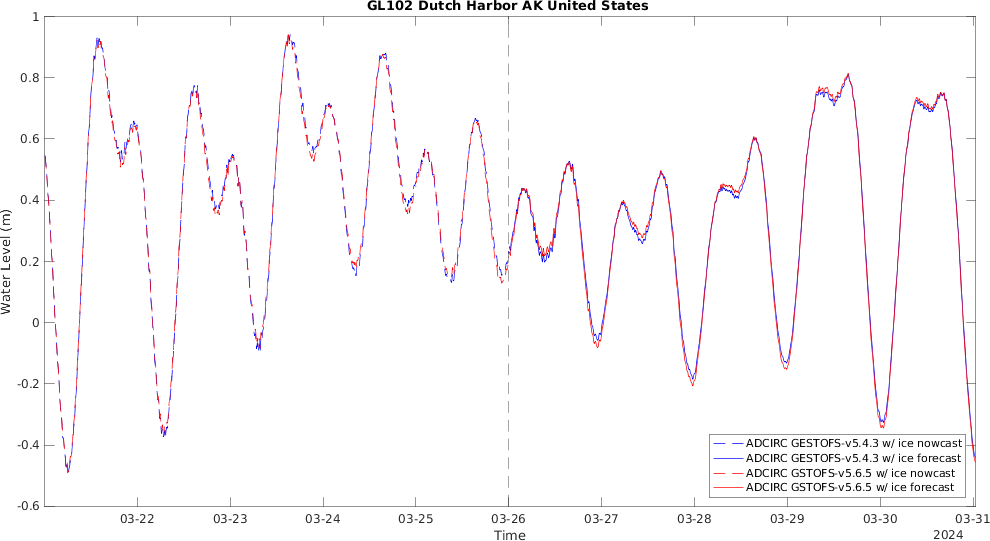 GL102 Dutch Harbor AK United States
1
0.8
0.6
0.4
0.2
0
-0.2
-0.4
-0.6
Water Level (m)
03-22
03-23
03-24
03-25
03-26
03-27
03-28
03-29
03-30
03-31
Time
2024
ADCIRC GESTOFS-v5.4.3 w/ ice nowcast
ADCIRC GESTOFS-v5.4.3 w/ ice forecast
ADCIRC GSTOFS-v5.6.5 w/ ice nowcast
ADCIRC GSTOFS-v5.6.5 w/ ice forecast